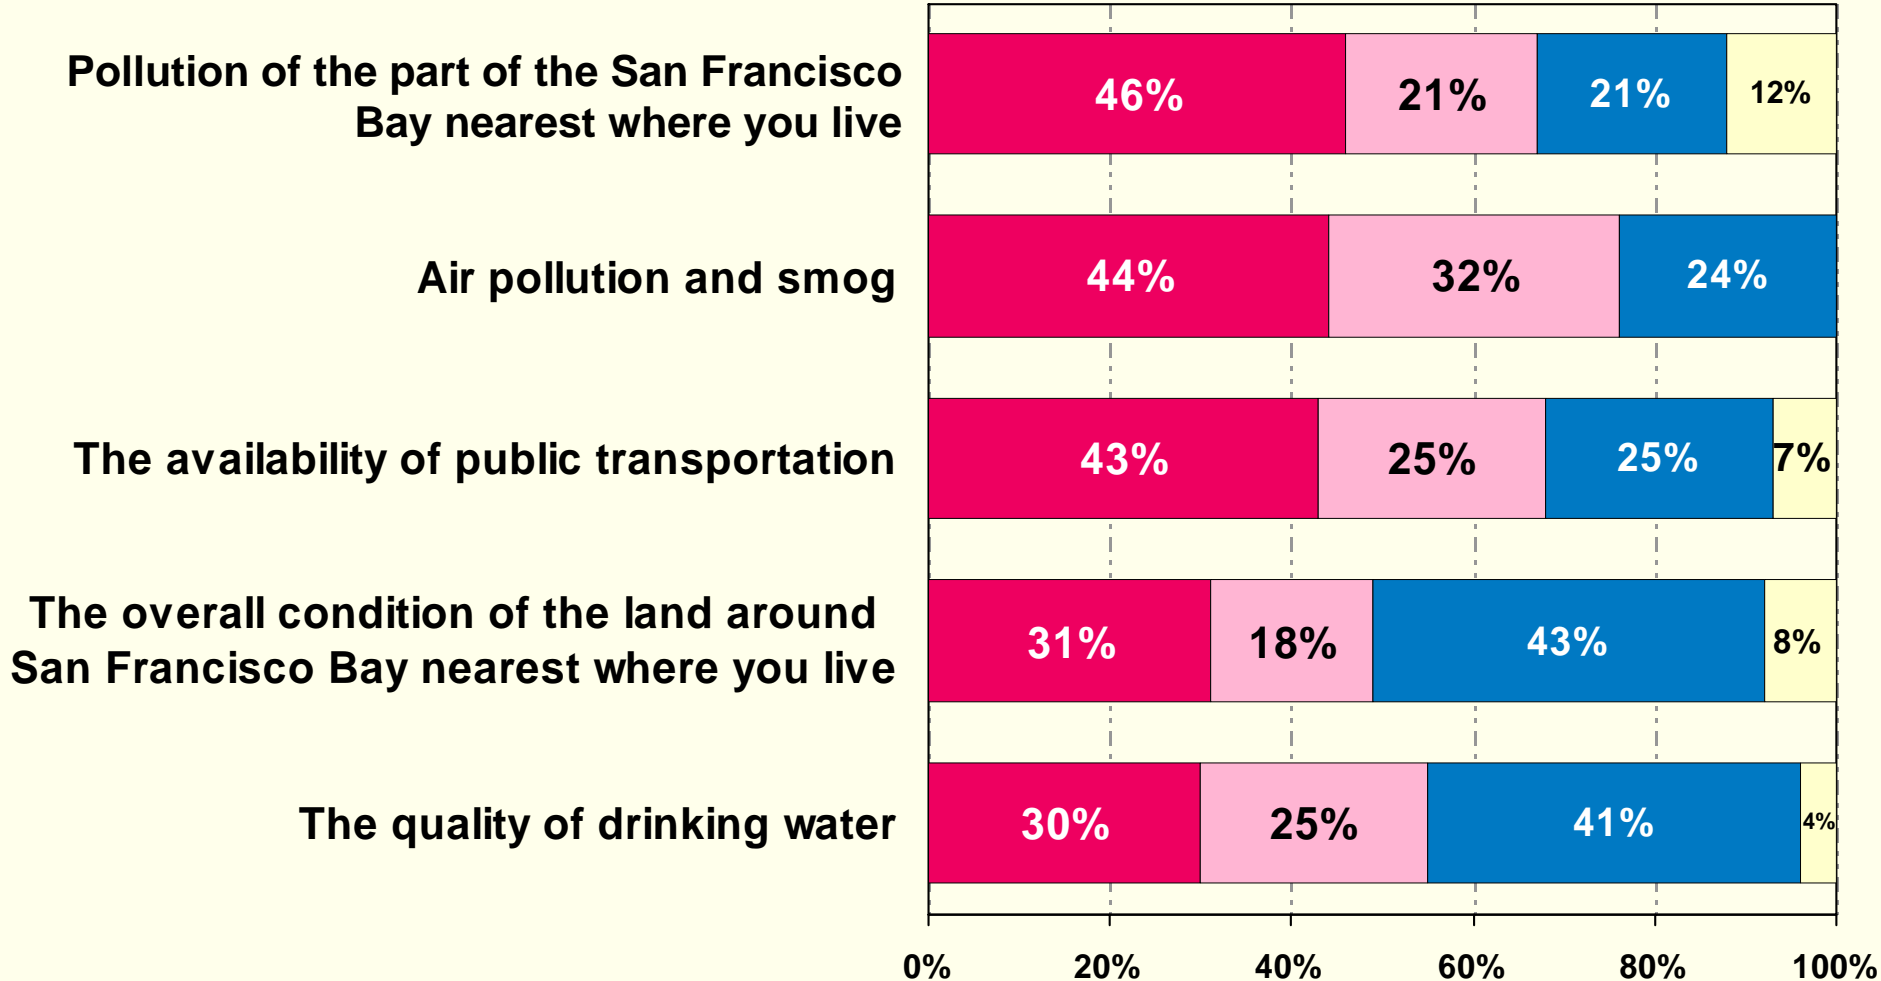 Pollution of the part of the San Francisco
Bay nearest where you live
46% 21% 21% 12%
Air pollution and smog
44% 32% 24%
The availability of public transportation
43% 25% 25% 7%
The overall condition of the land around
San Francisco Bay nearest where you live
31% 18% 43% 8%
The quality of drinking water
30% 25% 41% 4%
0% 20% 40% 60% 80% 100%